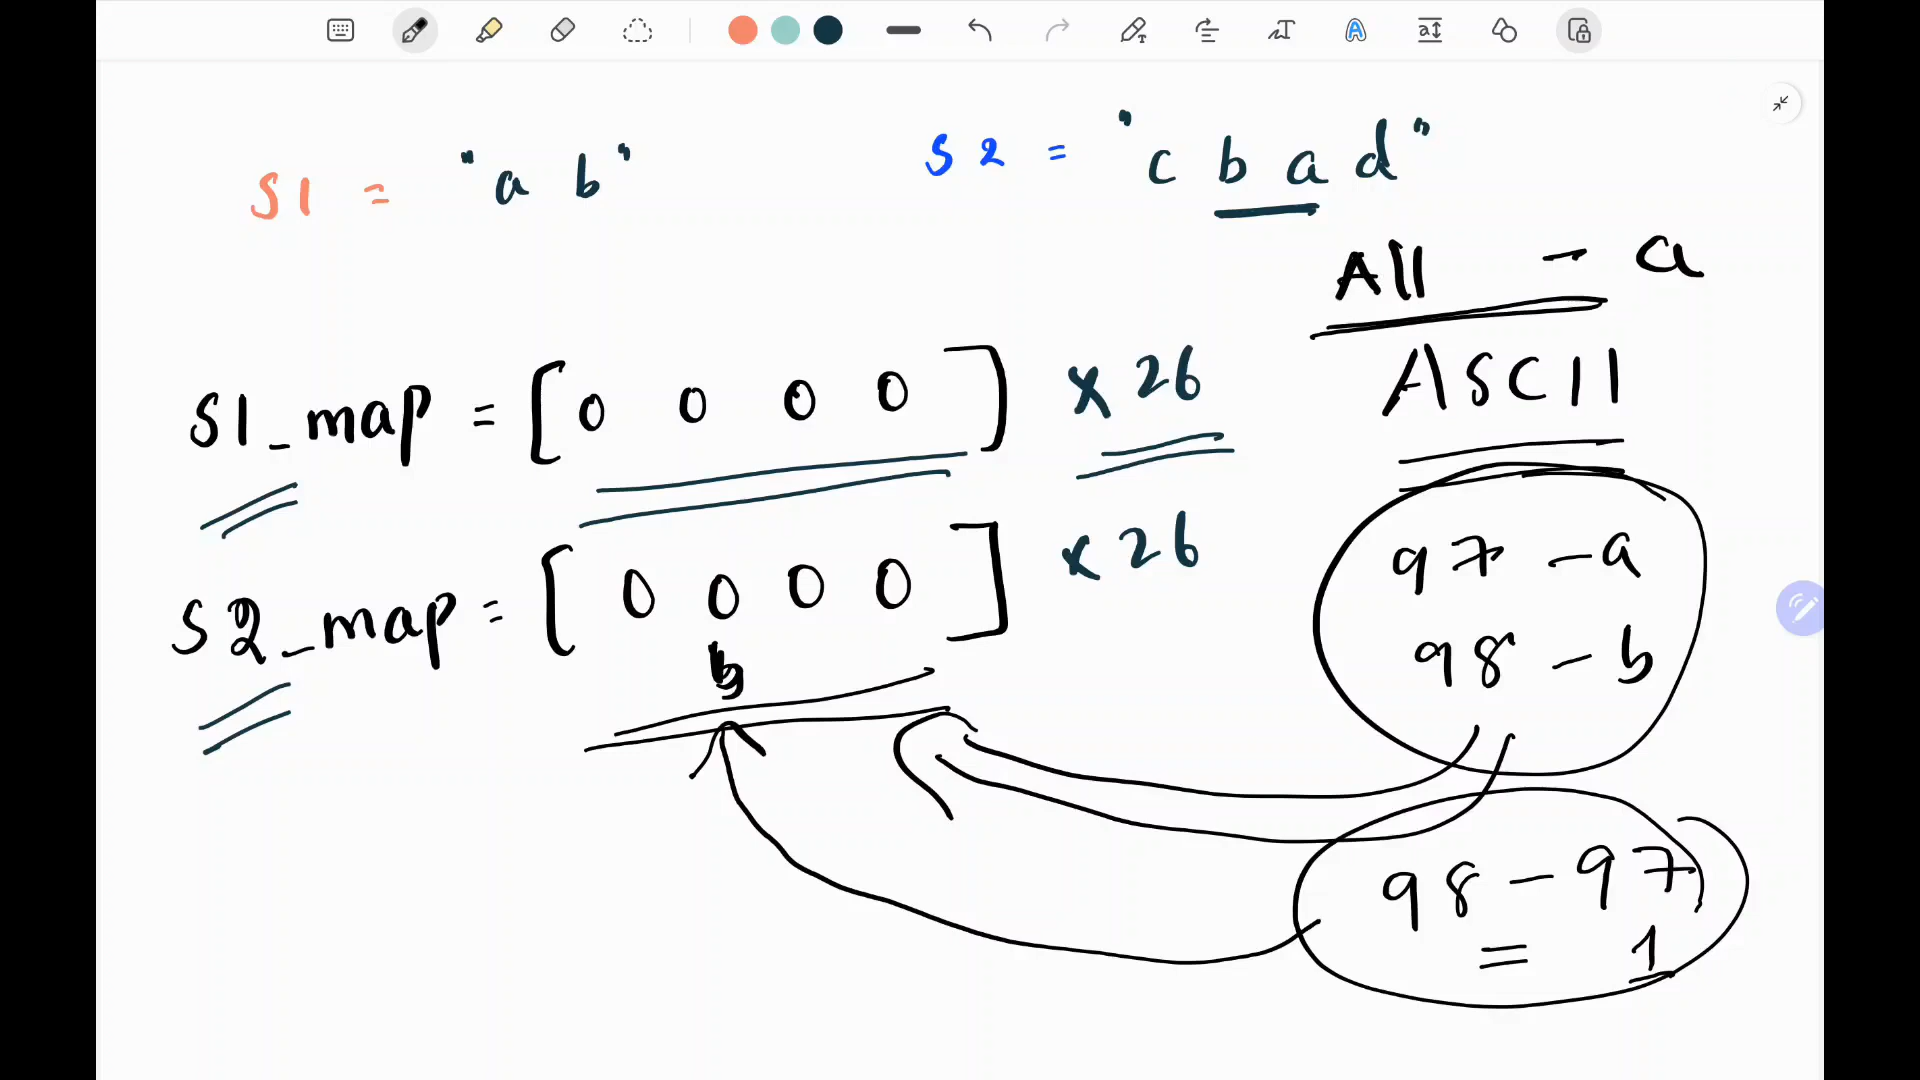 S1 = "a b"
S2 = "c b a d"
All - a
S1_map = [0 0 0 0] x 26
ASCII
S2_map = [0 0 0 0] x 26
b
97 - a
98 - b
98 - 97
= 1